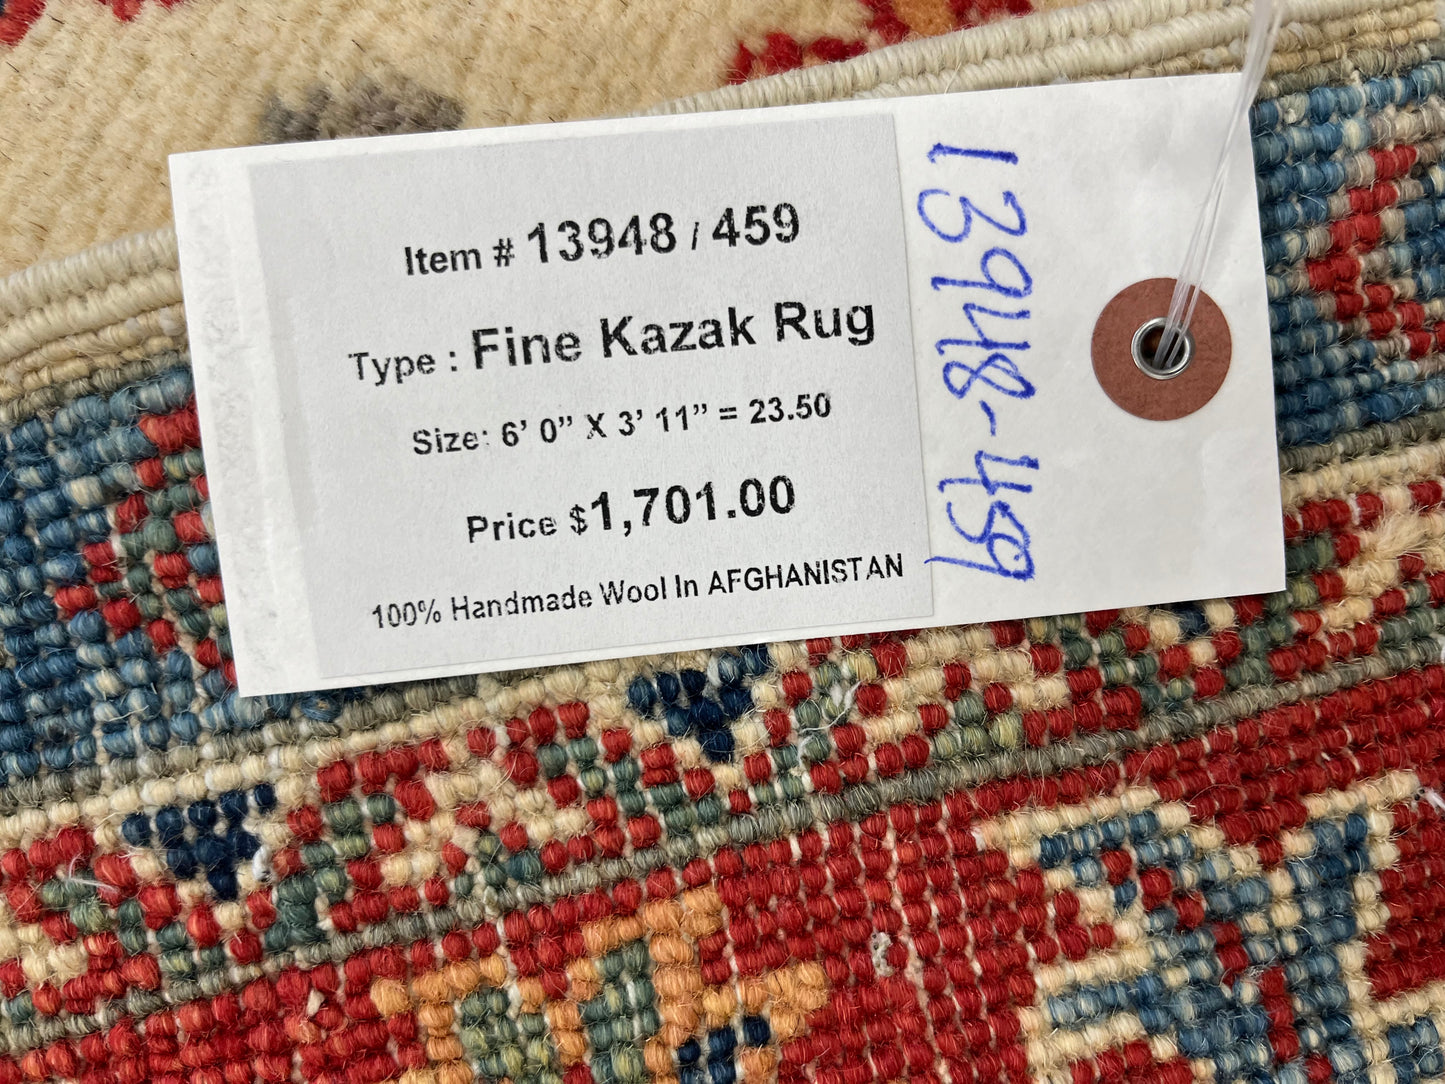 Item # 13948 / 459
Type : Fine Kazak Rug
Size: 6’ 0” X 3’ 11” = 23.50
Price $1,701.00
100% Handmade Wool In AFGHANISTAN
13948-459